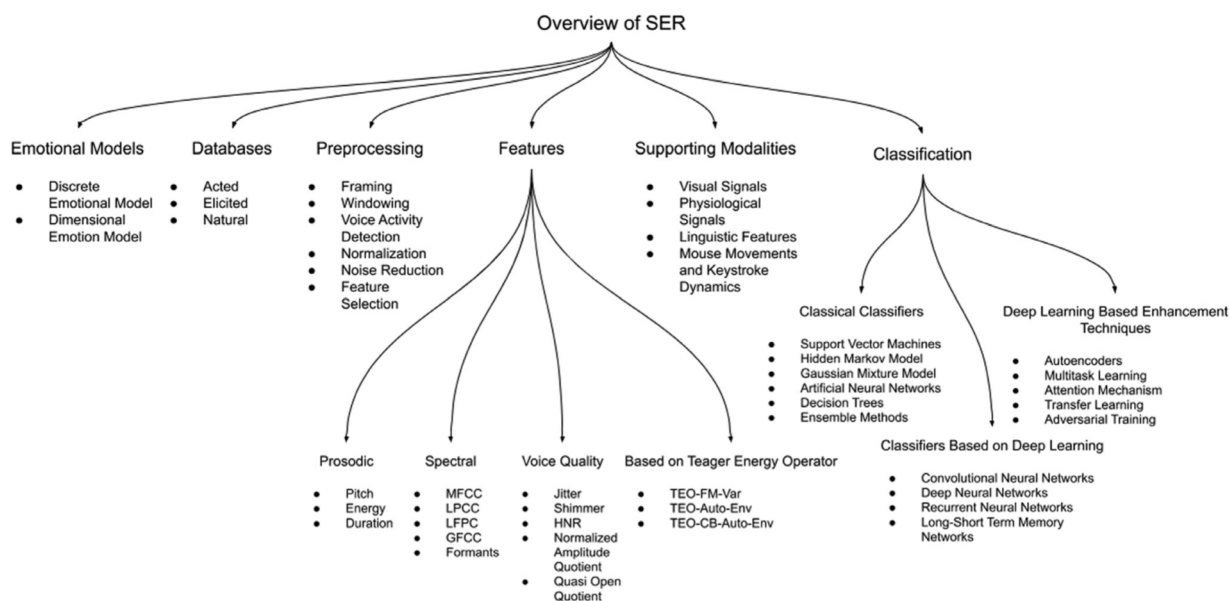 Overview of SER
Emotional Models
● Discrete
Emotional Model
● Dimensional
Emotion Model
Databases
● Acted
● Elicited
● Natural
Preprocessing
● Framing
● Windowing
● Voice Activity
Detection
● Normalization
● Noise Reduction
● Feature
Selection
Features
Supporting Modalities
● Visual Signals
● Physiological
Signals
● Linguistic Features
● Mouse Movements
and Keystroke
Dynamics
Classification
Prosodic
● Pitch
● Energy
● Duration
Spectral
● MFCC
● LPCC
● LFPC
● GFCC
● Formants
Voice Quality
● Jitter
● Shimmer
● HNR
● Normalized
Amplitude
Quotient
● Quasi Open
Quotient
Based on Teager Energy Operator
● TEO-FM-Var
● TEO-Auto-Env
● TEO-CB-Auto-Env
Classical Classifiers
● Support Vector Machines
● Hidden Markov Model
● Gaussian Mixture Model
● Artificial Neural Networks
● Decision Trees
● Ensemble Methods
Classifiers Based on Deep Learning
● Convolutional Neural Networks
● Deep Neural Networks
● Recurrent Neural Networks
● Long-Short Term Memory
Networks
Deep Learning Based Enhancement
Techniques
● Autoencoders
● Multitask Learning
● Attention Mechanism
● Transfer Learning
● Adversarial Training